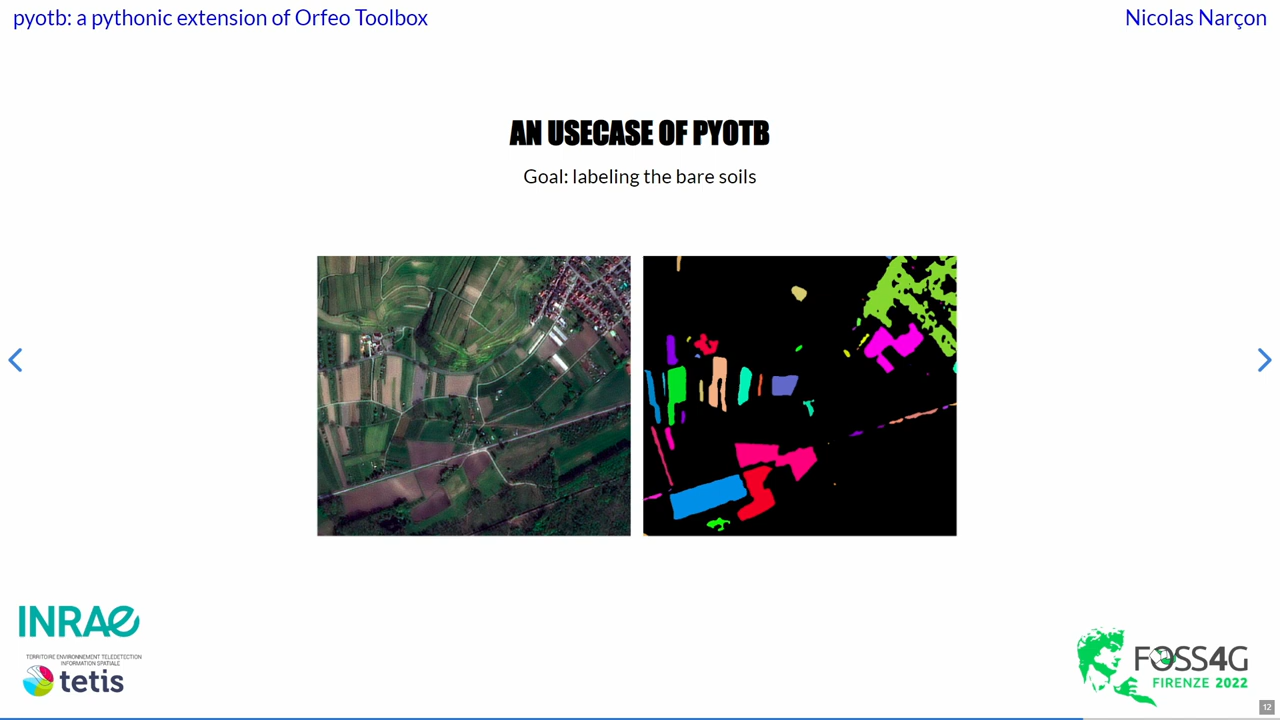 pyotb: a pythonic extension of Orfeo Toolbox
Nicolas Narçon
AN USECASE OF PYOTB
Goal: labeling the bare soils
INRAE
TERRITOIRE ENVIRONNEMENT TELEDETECTION
INFORMATION SPATIALE
tetis
FOSS4G
FIRENZE 2022
12